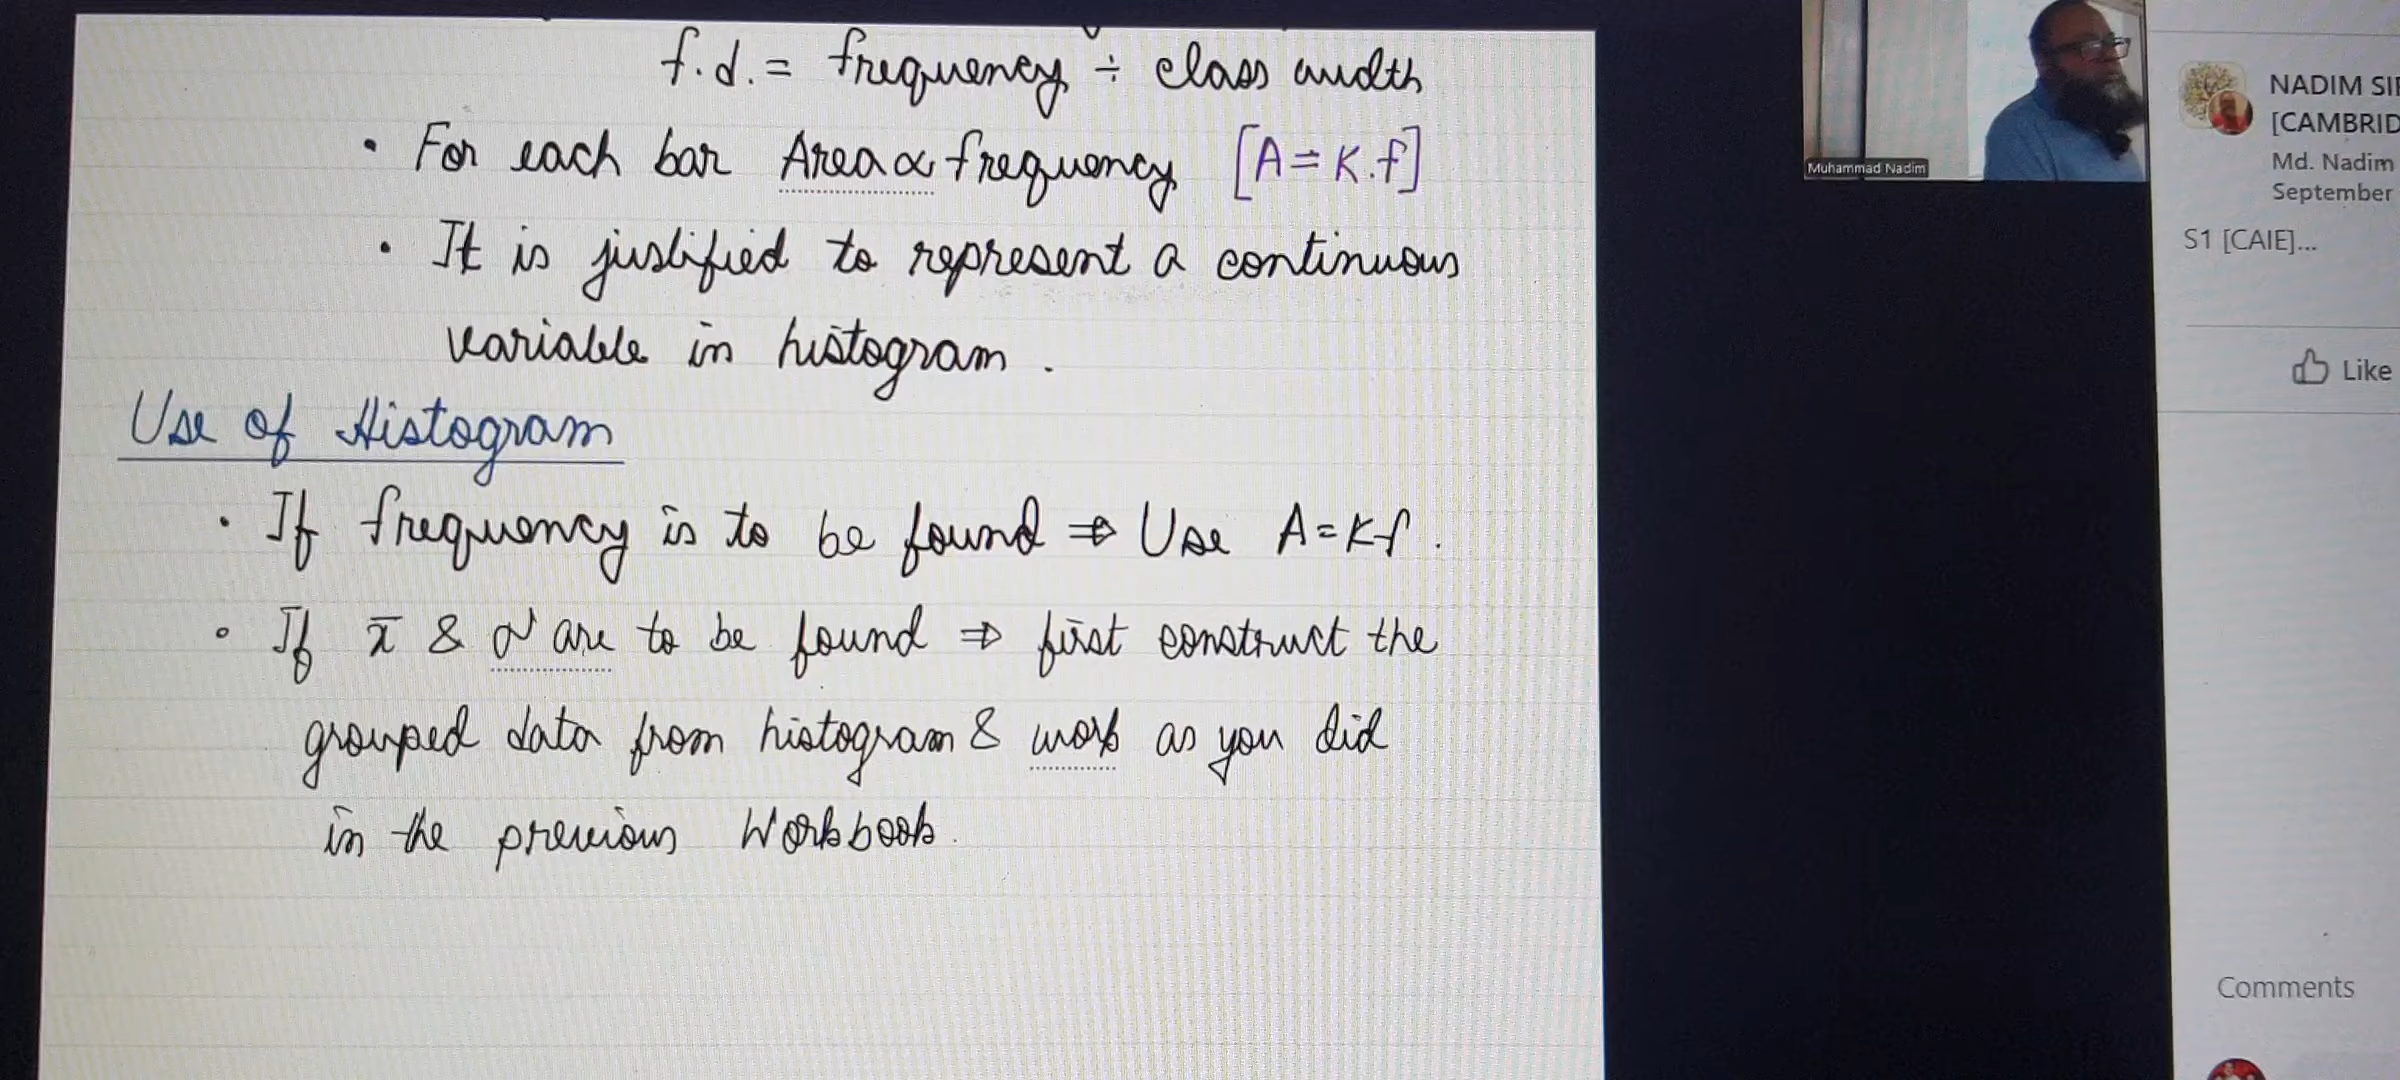 f.d. = frequency ÷ class width
• For each bar Area ∝ frequency [A = K.f]
• It is justified to represent a continuous
variable in histogram .
Use of Histogram
• If frequency is to be found ⇒ Use A = Kf .
• If x̄ & σ are to be found ⇒ first construct the
grouped data from histogram & work as you did
in the previous Workbook.
Muhammad Nadim
NADIM SI
[CAMBRID
Md. Nadim
September
S1 [CAIE]...
Like
Comments